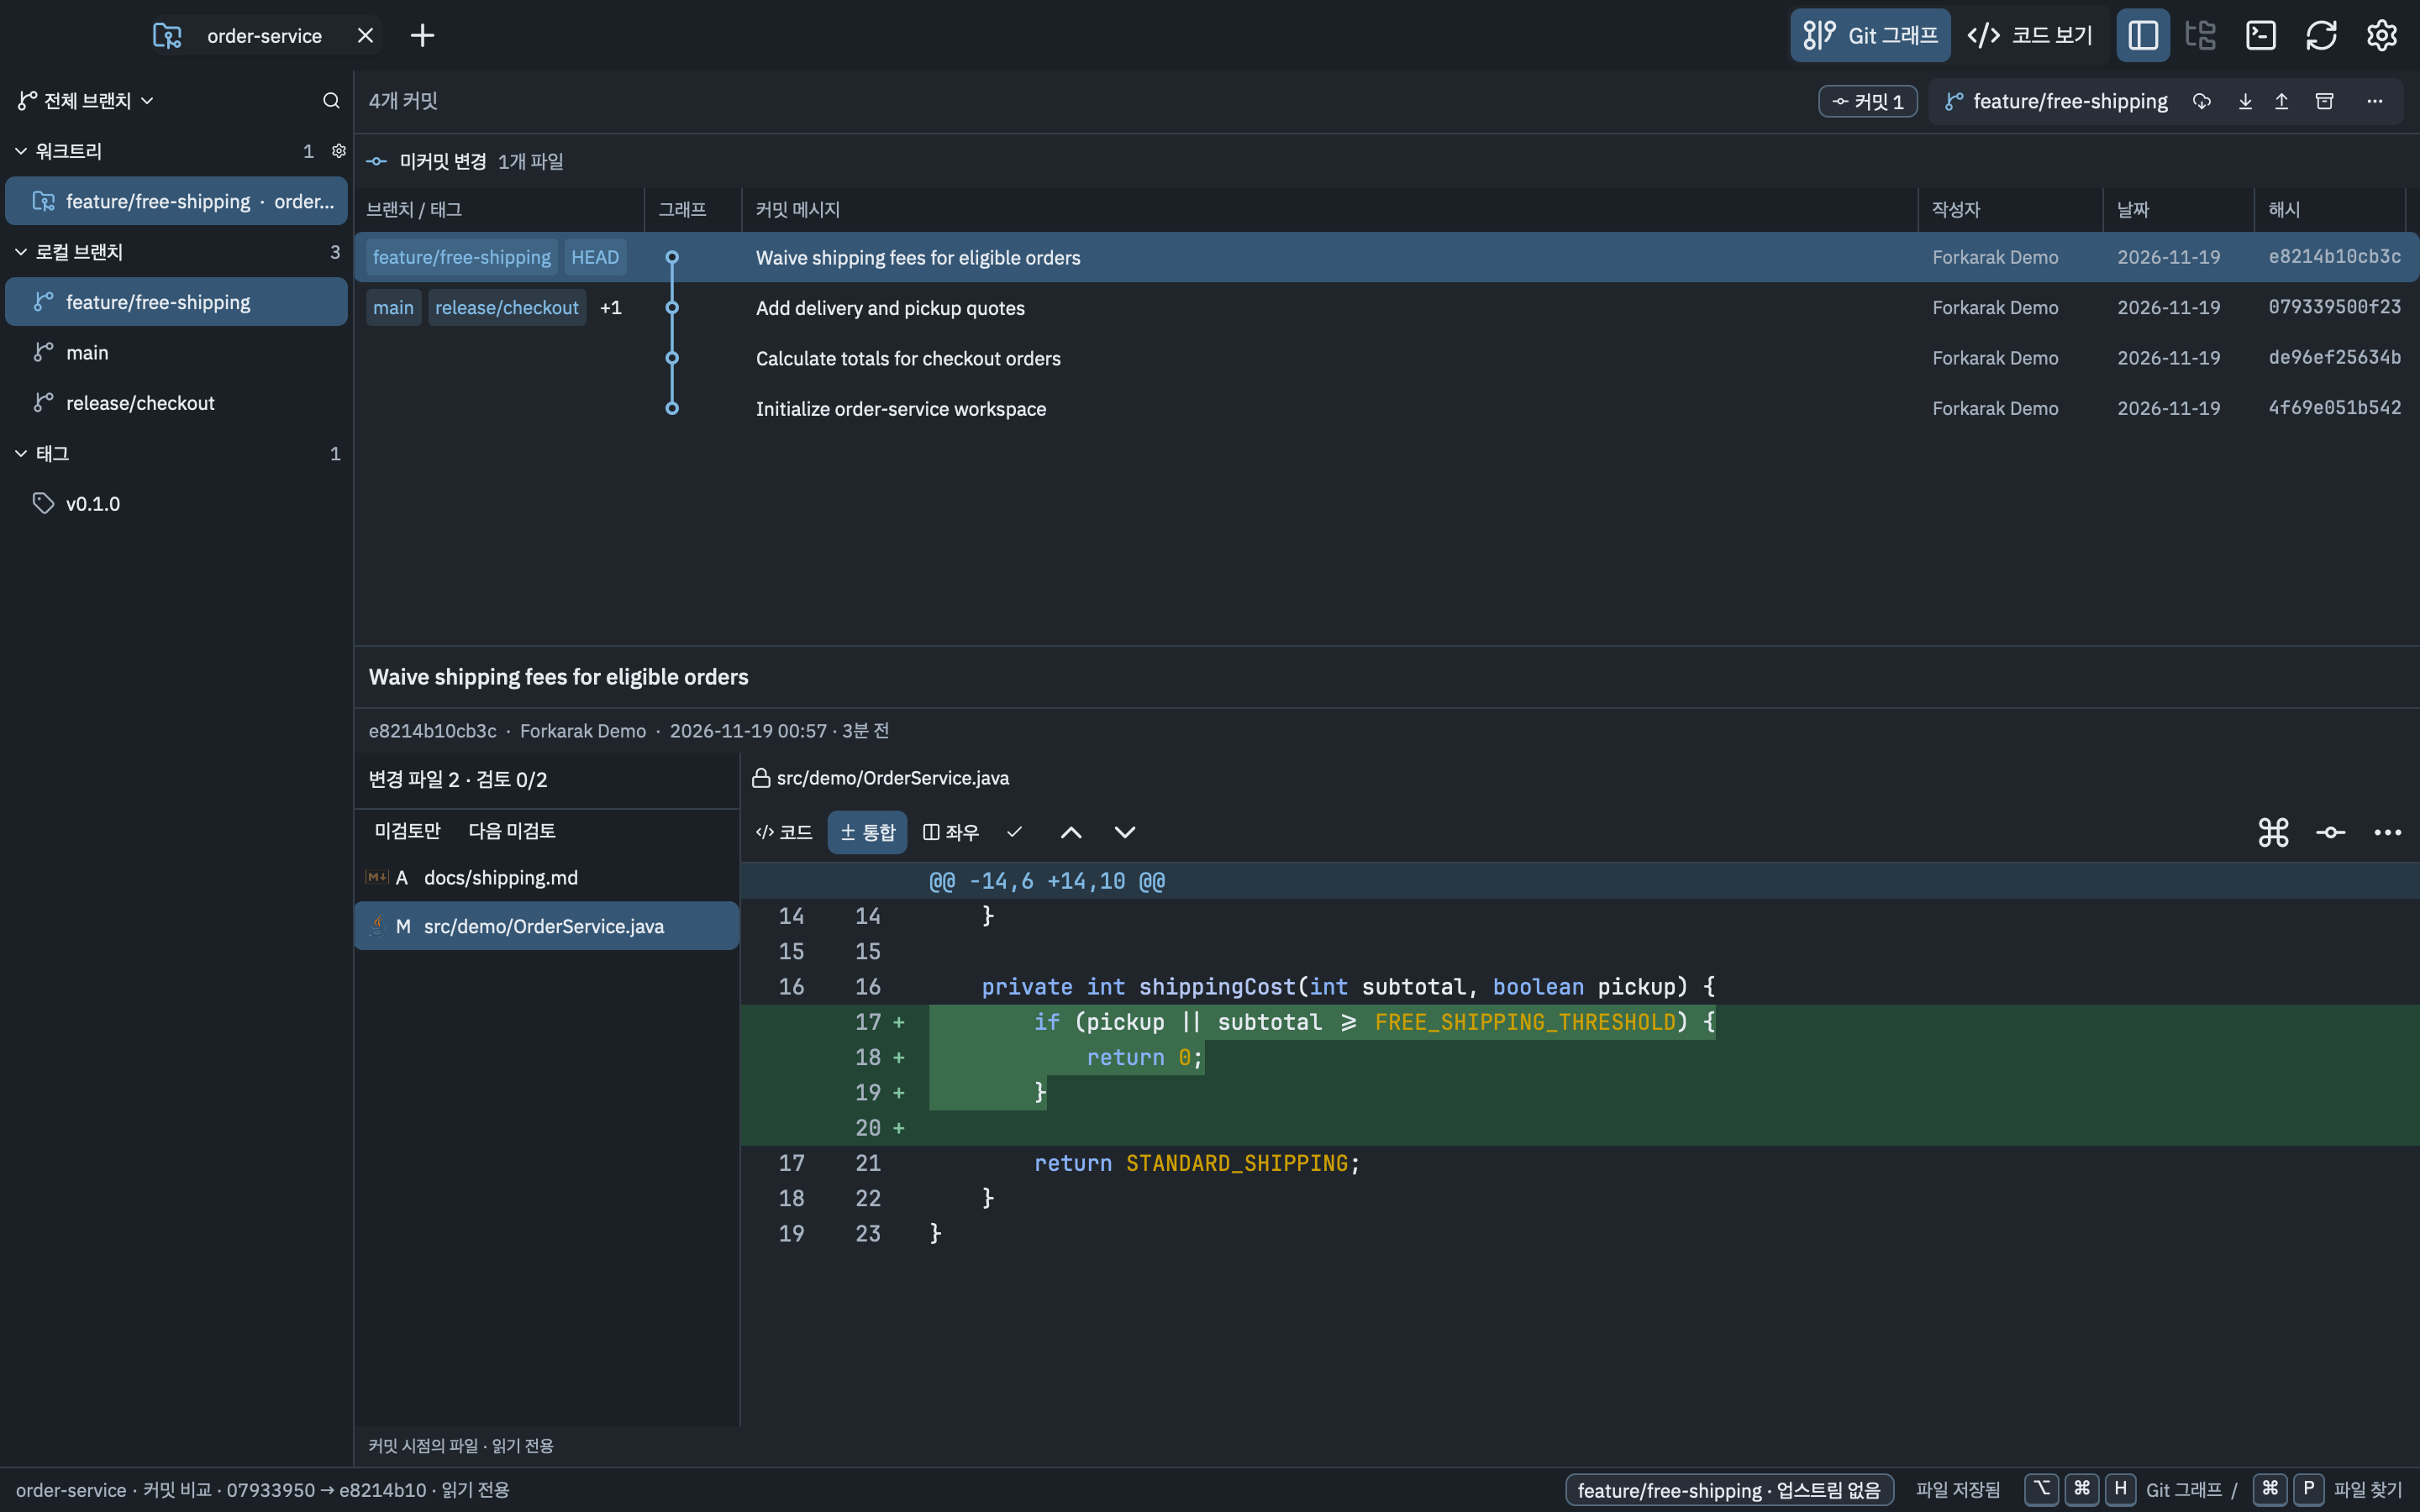 order-service
Git 그래프
코드 보기
전체 브랜치
4개 커밋
커밋 1
feature/free-shipping
워크트리 1
미커밋 변경 1개 파일
feature/free-shipping · order...
브랜치 / 태그 그래프 커밋 메시지 작성자 날짜 해시
로컬 브랜치 3
feature/free-shipping HEAD Waive shipping fees for eligible orders Forkarak Demo 2026-11-19 e8214b10cb3c
feature/free-shipping
main release/checkout +1 Add delivery and pickup quotes Forkarak Demo 2026-11-19 079339500f23
main
Calculate totals for checkout orders Forkarak Demo 2026-11-19 de96ef25634b
release/checkout
Initialize order-service workspace Forkarak Demo 2026-11-19 4f69e051b542
태그 1
v0.1.0
Waive shipping fees for eligible orders
e8214b10cb3c · Forkarak Demo · 2026-11-19 00:57 · 3분 전
변경 파일 2 · 검토 0/2
미검토만 다음 미검토
M↓ A docs/shipping.md
M src/demo/OrderService.java
src/demo/OrderService.java
</> 코드 ± 통합 좌우
@@ -14,6 +14,10 @@
14 14 }
15 15
16 16 private int shippingCost(int subtotal, boolean pickup) {
17 + if (pickup || subtotal >= FREE_SHIPPING_THRESHOLD) {
18 + return 0;
19 + }
20 +
17 21 return STANDARD_SHIPPING;
18 22 }
19 23 }
커밋 시점의 파일 · 읽기 전용
order-service · 커밋 비교 · 07933950 → e8214b10 · 읽기 전용
feature/free-shipping · 업스트림 없음
파일 저장됨
⌥ ⌘ H Git 그래프 / ⌘ P 파일 찾기